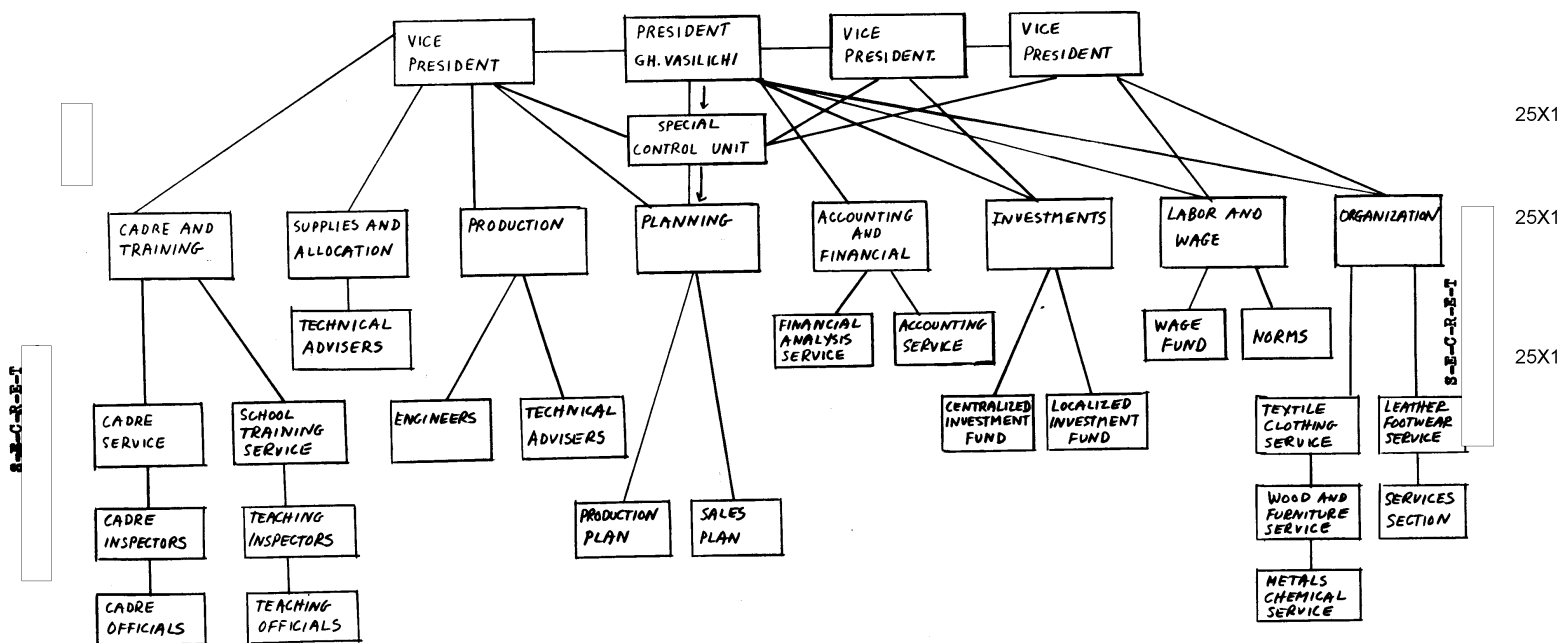 VICE
PRESIDENT
PRESIDENT
GH. VASILICHI
VICE
PRESIDENT.
VICE
PRESIDENT
25X1
SPECIAL
CONTROL UNIT
CADRE AND
TRAINING
SUPPLIES AND
ALLOCATION
PRODUCTION
PLANNING
ACCOUNTING
AND
FINANCIAL
INVESTMENTS
LABOR AND
WAGE
ORGANIZATION
25X1
S-E-C-R-E-T
TECHNICAL
ADVISERS
FINANCIAL
ANALYSIS
SERVICE
ACCOUNTING
SERVICE
WAGE
FUND
NORMS
25X1
S-E-C-R-E-T
CADRE
SERVICE
SCHOOL
TRAINING
SERVICE
ENGINEERS
TECHNICAL
ADVISERS
CENTRALIZED
INVESTMENT
FUND
LOCALIZED
INVESTMENT
FUND
TEXTILE
CLOTHING
SERVICE
LEATHER
FOOTWEAR
SERVICE
CADRE
INSPECTORS
TEACHING
INSPECTORS
PRODUCTION
PLAN
SALES
PLAN
WOOD AND
FURNITURE
SERVICE
SERVICES
SECTION
CADRE
OFFICIALS
TEACHING
OFFICIALS
METALS
CHEMICAL
SERVICE